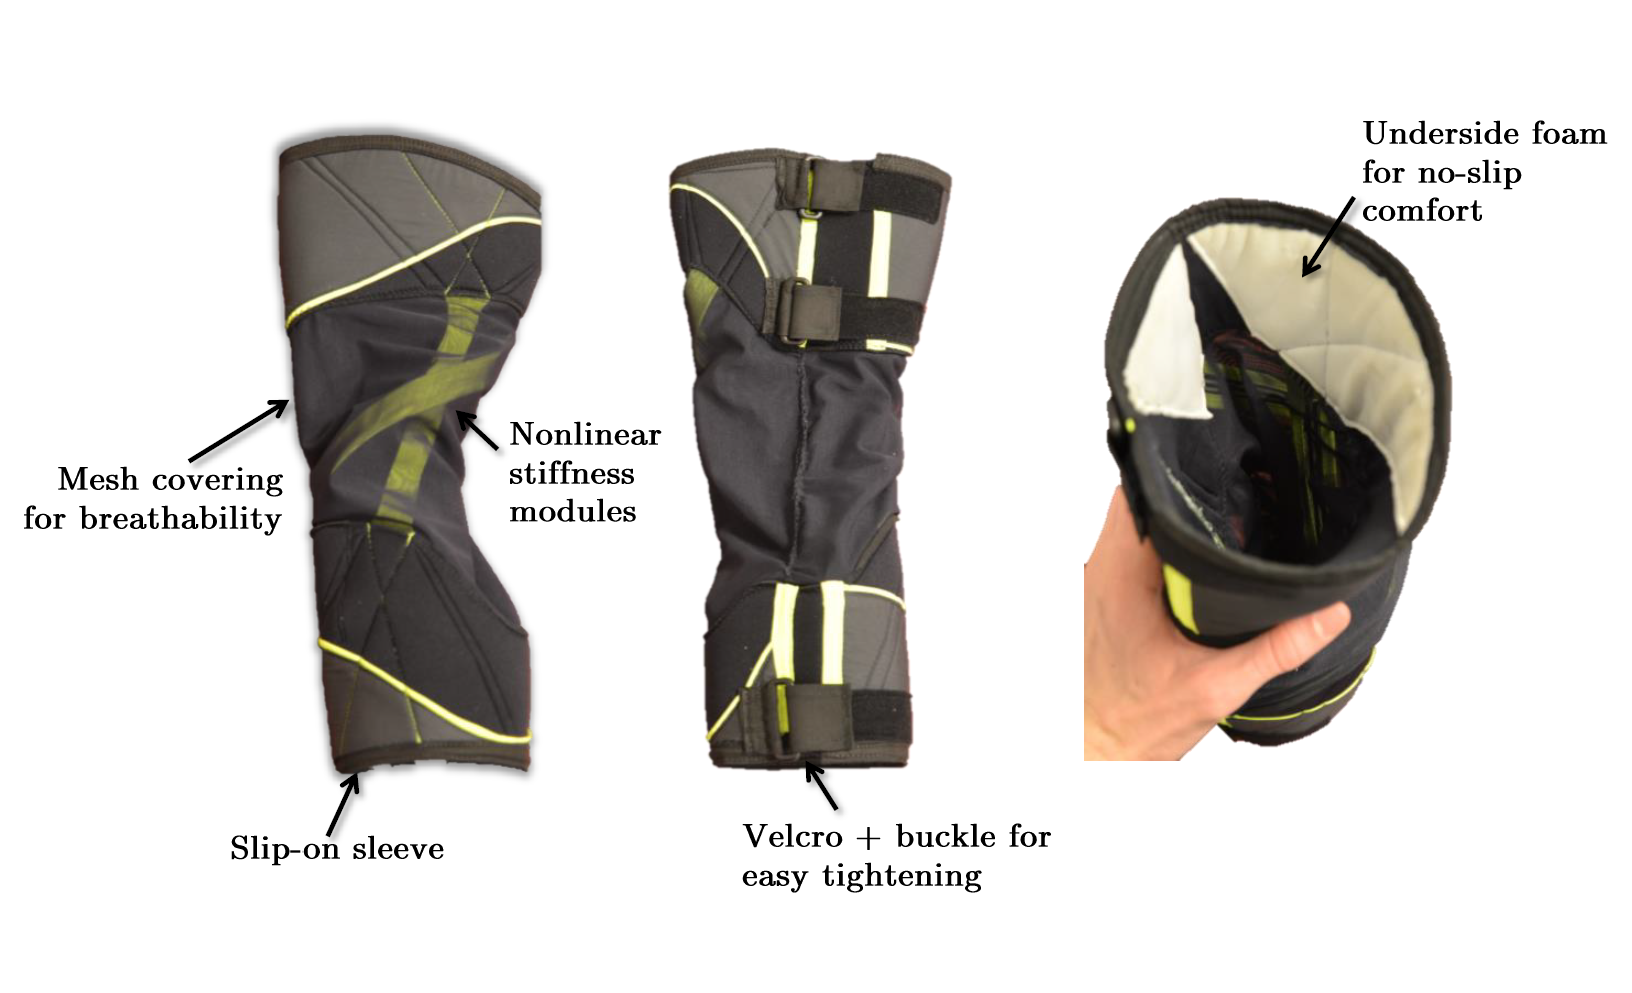 Mesh covering
for breathability
Nonlinear
stiffness
modules
Slip-on sleeve
Velcro + buckle for
easy tightening
Underside foam
for no-slip
comfort